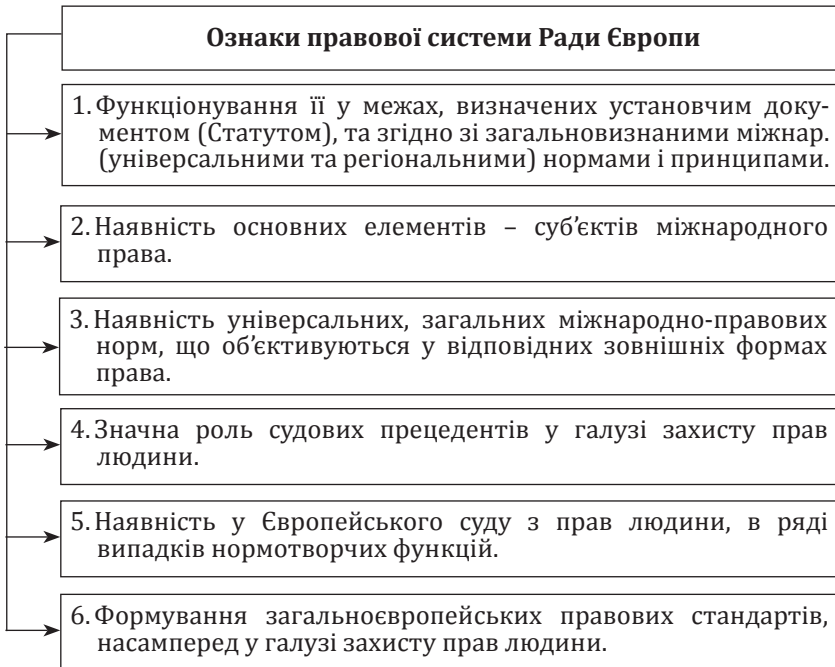 Ознаки правової системи Ради Європи
1. Функціонування її у межах, визначених установчим доку-
ментом (Статутом), та згідно зі загальновизнаними міжнар.
(універсальними та регіональними) нормами і принципами.
2. Наявність основних елементів – суб’єктів міжнародного
права.
3. Наявність універсальних, загальних міжнародно-правових
норм, що об’єктивуються у відповідних зовнішніх формах
права.
4. Значна роль судових прецедентів у галузі захисту прав
людини.
5. Наявність у Європейського суду з прав людини, в ряді
випадків нормотворчих функцій.
6. Формування загальноєвропейських правових стандартів,
насамперед у галузі захисту прав людини.